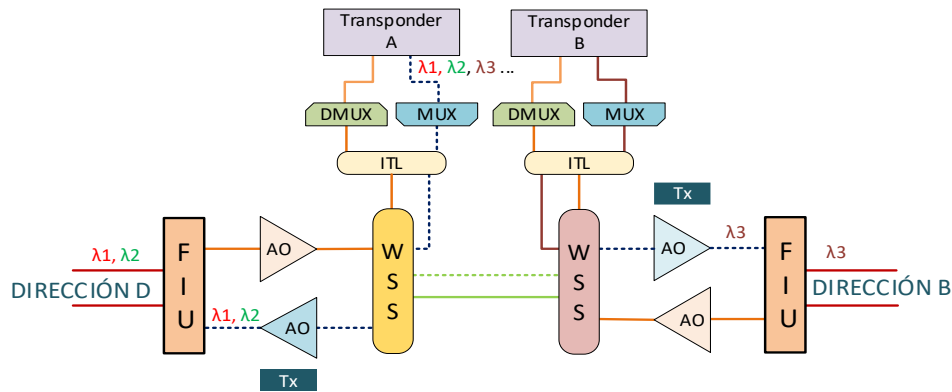 Transponder
A
Transponder
B
λ1, λ2, λ3 ...
DMUX
MUX
DMUX
MUX
ITL
ITL
Tx
λ1, λ2
F
I
U
AO
W
S
S
W
S
S
AO
λ3
F
I
U
λ3
DIRECCIÓN D
DIRECCIÓN B
λ1, λ2
AO
AO
Tx